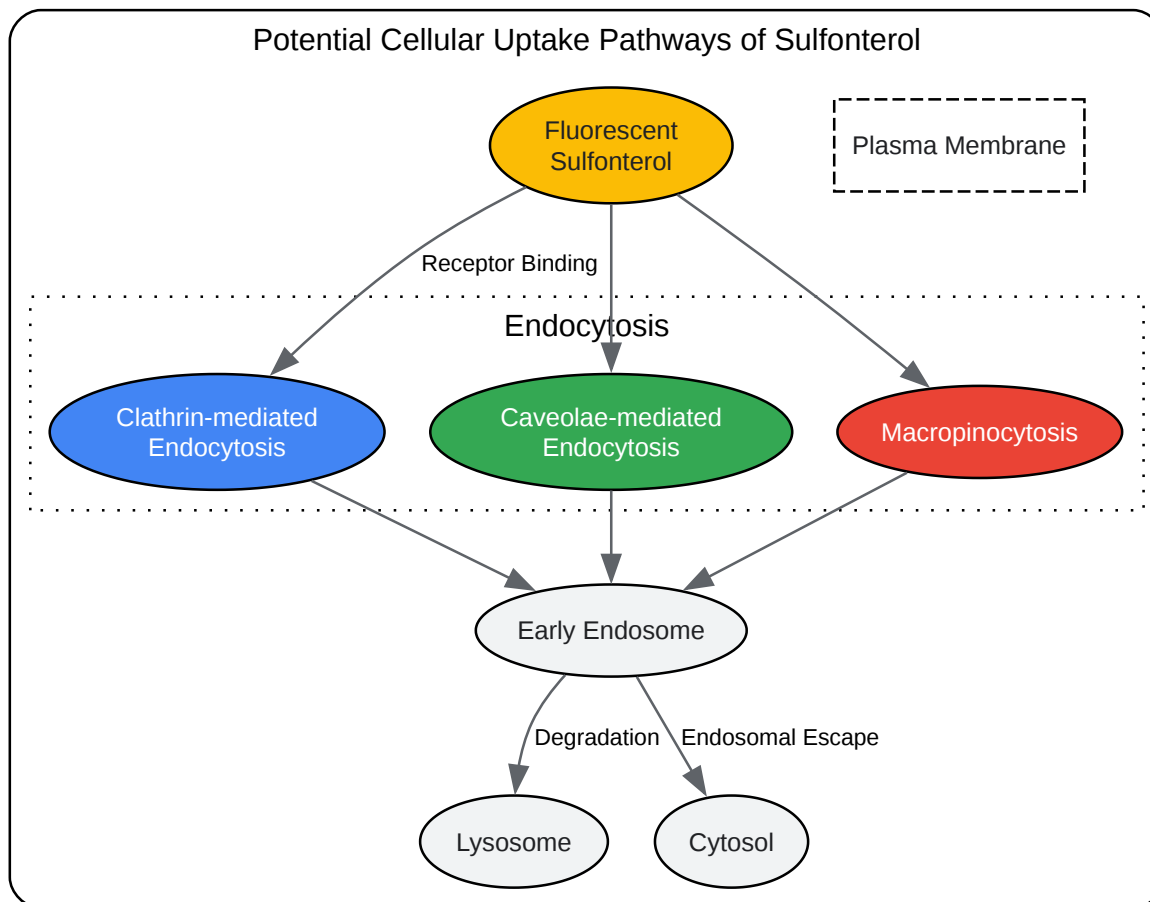 Potential Cellular Uptake Pathways of Sulfonterol
Fluorescent
Sulfonterol
Plasma Membrane
Receptor Binding
Endocytosis
Clathrin-mediated
Endocytosis
Caveolae-mediated
Endocytosis
Macropinocytosis
Early Endosome
Degradation
Endosomal Escape
Lysosome
Cytosol